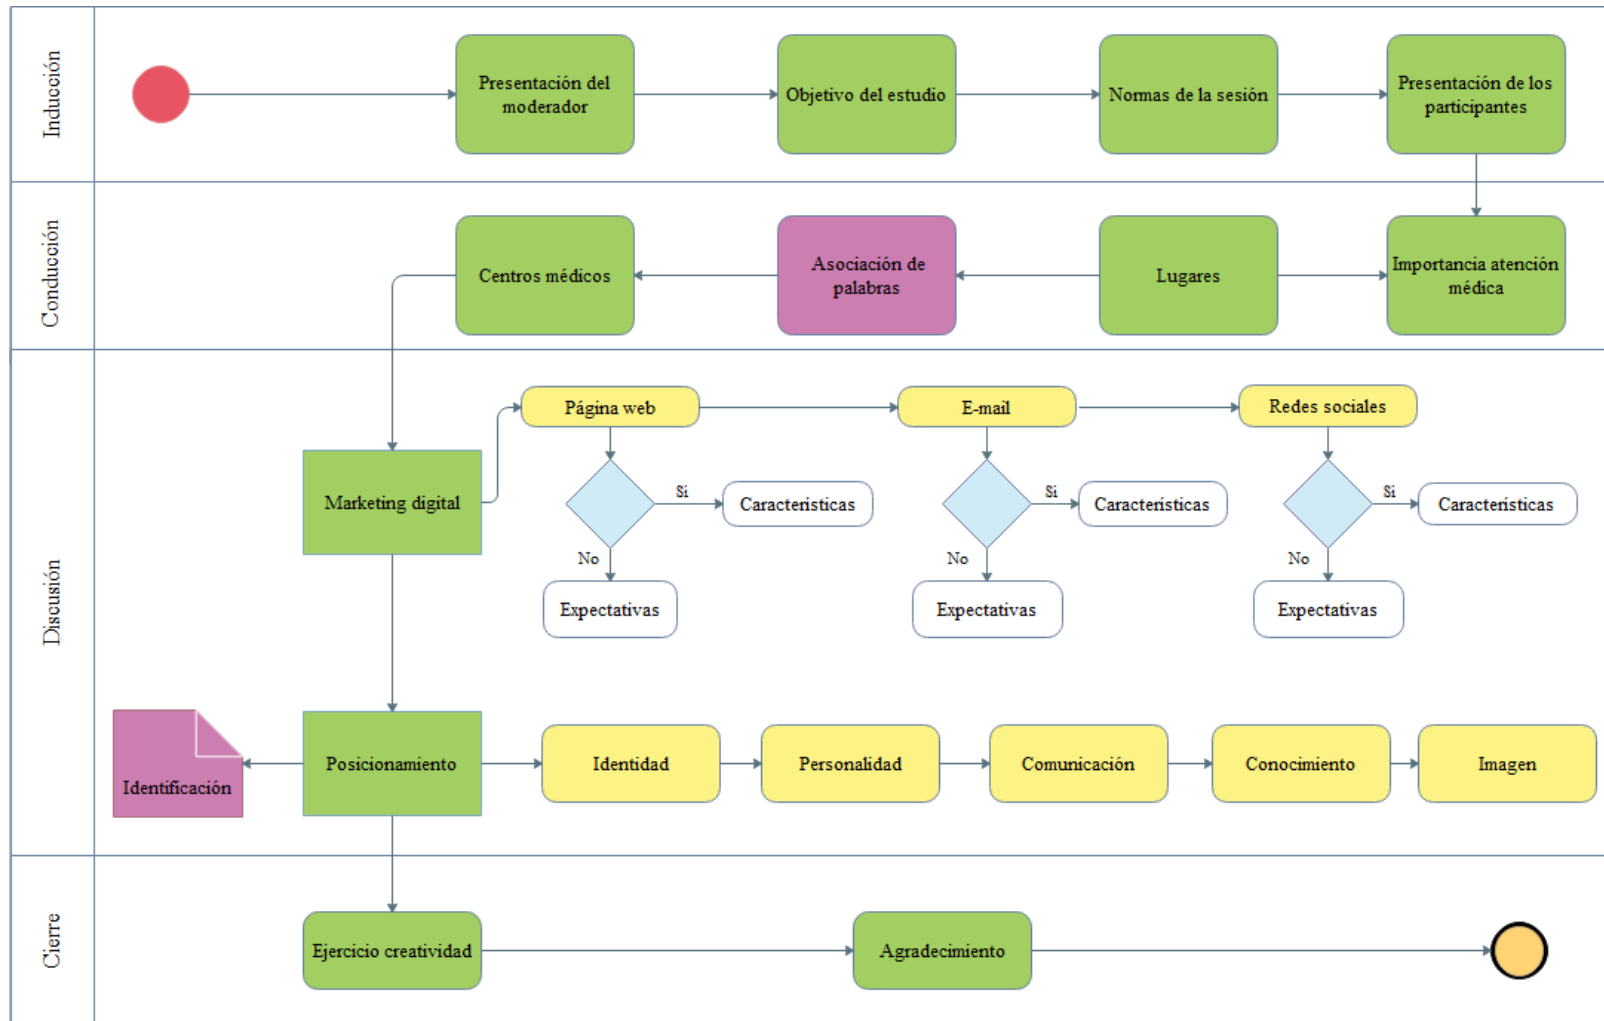 Inducción
Presentación del
moderador
Objetivo del estudio
Normas de la sesión
Presentación de los
participantes
Conducción
Centros médicos
Asociación de
palabras
Lugares
Importancia atención
médica
Discusión
Página web
E-mail
Redes sociales
Marketing digital
Si
Características
Si
Características
Si
Características
No
No
No
Expectativas
Expectativas
Expectativas
Identificación
Posicionamiento
Identidad
Personalidad
Comunicación
Conocimiento
Imagen
Cierre
Ejercicio creatividad
Agradecimiento